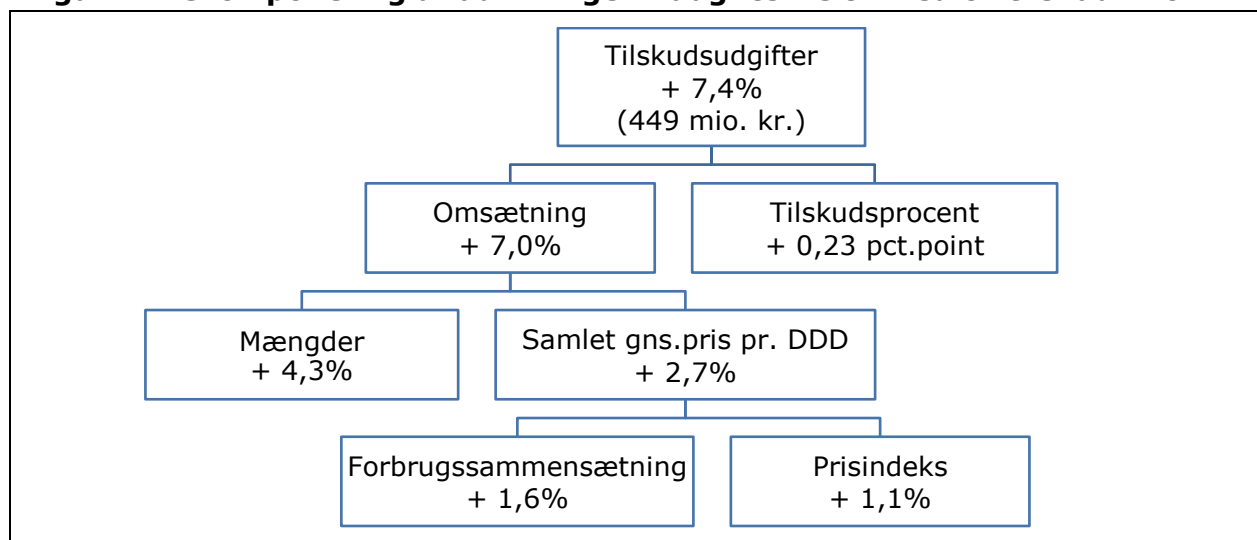 Tilskudsudgifter
+ 7,4%
(449 mio. kr.)
Omsætning
+ 7,0%
Tilskudsprocent
+ 0,23 pct.point
Mængder
+ 4,3%
Samlet gns.pris pr. DDD
+ 2,7%
Forbrugssammensætning
+ 1,6%
Prisindeks
+ 1,1%